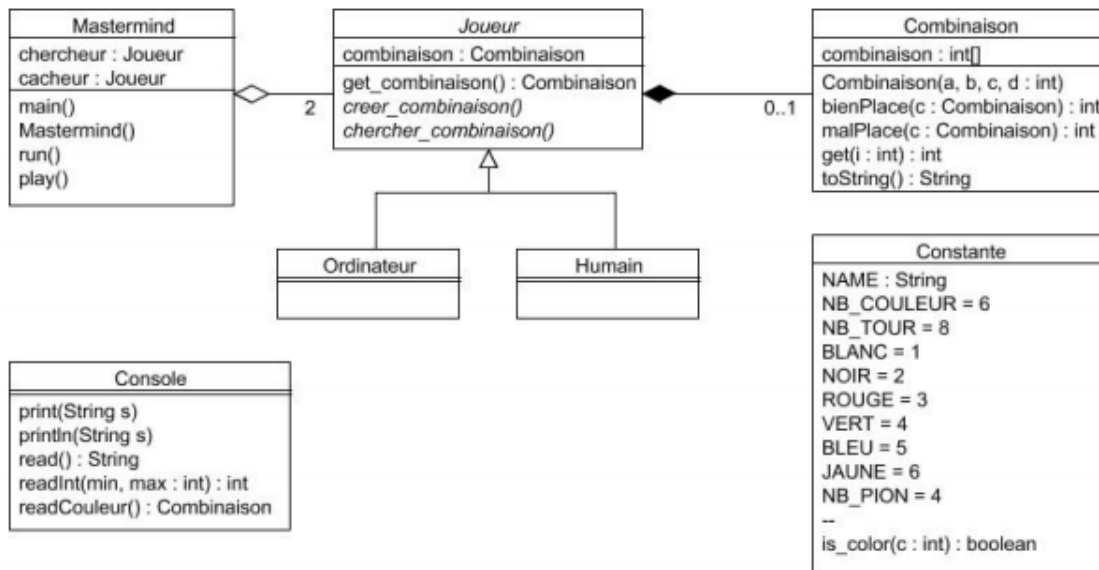 Mastermind
chercheur : Joueur
cacheur : Joueur
main()
Mastermind()
run()
play()
2
Joueur
combinaison : Combinaison
get_combinaison() : Combinaison
creer_combinaison()
chercher_combinaison()
0..1
Combinaison
combinaison : int[]
Combinaison(a, b, c, d : int)
bienPlace(c : Combinaison) : int
malPlace(c : Combinaison) : int
get(i : int) : int
toString() : String
Ordinateur
Humain
Console
print(String s)
println(String s)
read() : String
readInt(min, max : int) : int
readCouleur() : Combinaison
Constante
NAME : String
NB_COULEUR = 6
NB_TOUR = 8
BLANC = 1
NOIR = 2
ROUGE = 3
VERT = 4
BLEU = 5
JAUNE = 6
NB_PION = 4
--
is_color(c : int) : boolean